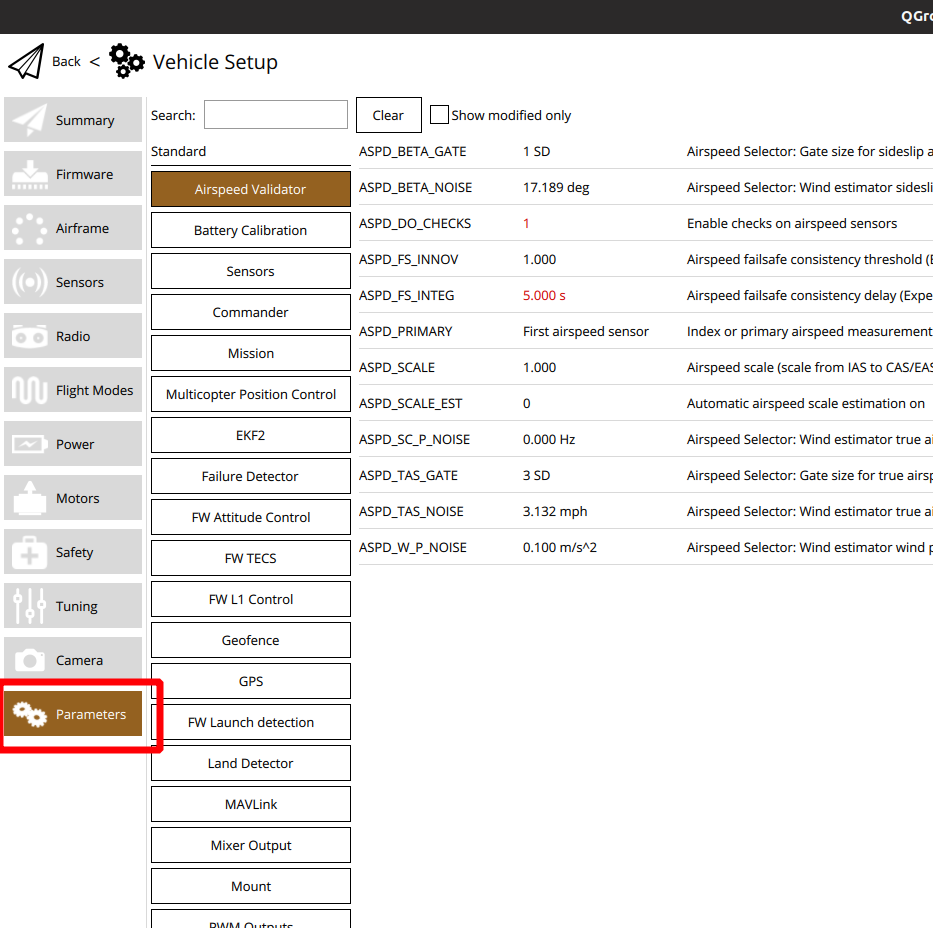 QGro
Back < Vehicle Setup
Summary
Firmware
Airframe
Sensors
Radio
Flight Modes
Power
Motors
Safety
Tuning
Camera
Parameters
Search: Clear Show modified only
Standard
Airspeed Validator
Battery Calibration
Sensors
Commander
Mission
Multicopter Position Control
EKF2
Failure Detector
FW Attitude Control
FW TECS
FW L1 Control
Geofence
GPS
FW Launch detection
Land Detector
MAVLink
Mixer Output
Mount
PWM Outputs
ASPD_BETA_GATE 1 SD Airspeed Selector: Gate size for sideslip a
ASPD_BETA_NOISE 17.189 deg Airspeed Selector: Wind estimator sidesli
ASPD_DO_CHECKS 1 Enable checks on airspeed sensors
ASPD_FS_INNOV 1.000 Airspeed failsafe consistency threshold (E
ASPD_FS_INTEG 5.000 s Airspeed failsafe consistency delay (Expe
ASPD_PRIMARY First airspeed sensor Index or primary airspeed measurement
ASPD_SCALE 1.000 Airspeed scale (scale from IAS to CAS/EAS
ASPD_SCALE_EST 0 Automatic airspeed scale estimation on
ASPD_SC_P_NOISE 0.000 Hz Airspeed Selector: Wind estimator true ai
ASPD_TAS_GATE 3 SD Airspeed Selector: Gate size for true airsp
ASPD_TAS_NOISE 3.132 mph Airspeed Selector: Wind estimator true ai
ASPD_W_P_NOISE 0.100 m/s^2 Airspeed Selector: Wind estimator wind p